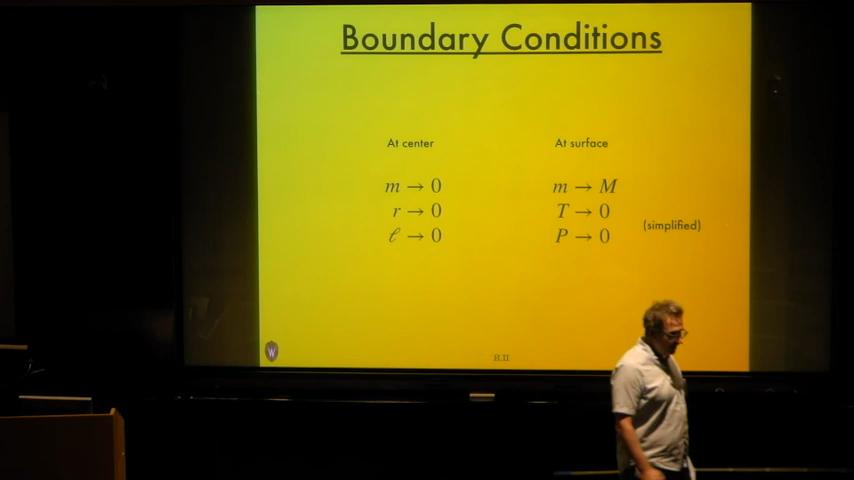 Boundary Conditions
At center
m → 0
r → 0
ℓ → 0
At surface
m → M
T → 0
P → 0
(simplified)
W